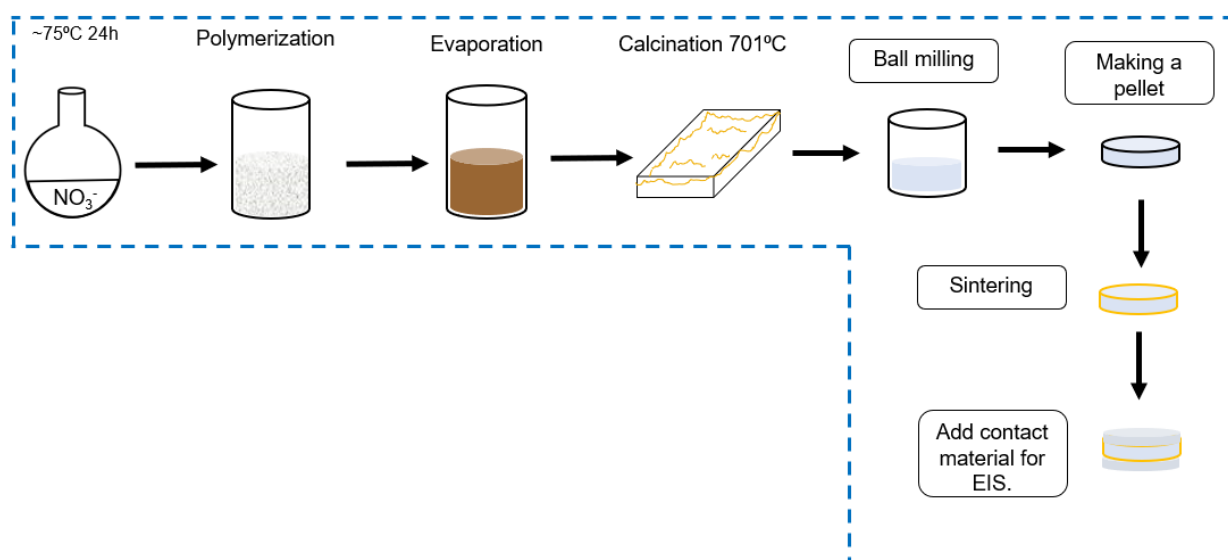 ~75ºC 24h
Polymerization
Evaporation
Calcination 701ºC
Ball milling
Making a
pellet
NO₃⁻
Sintering
Add contact
material for
EIS.